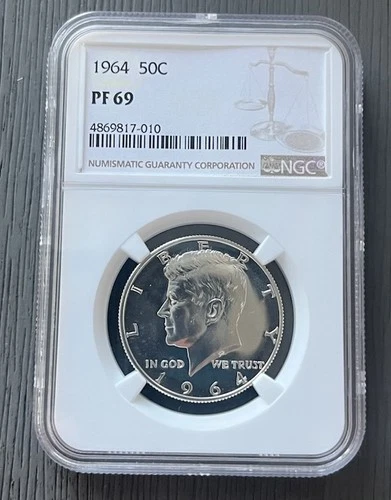 1964 50C
PF 69
4869817-010
NUMISMATIC GUARANTY CORPORATION
NGC®
LIBERTY
IN GOD WE TRUST
1964